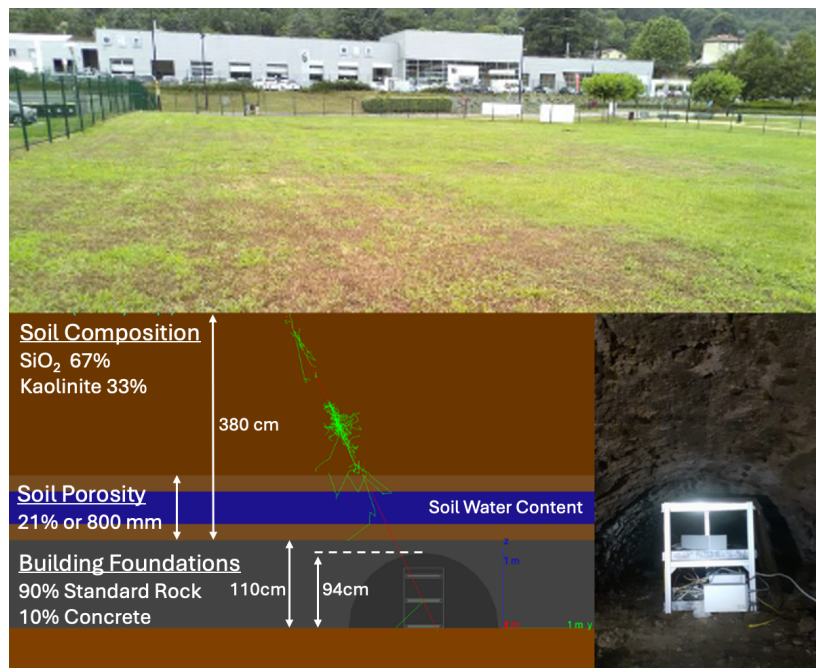 Soil Composition
SiO₂ 67%
Kaolinite 33%
380 cm
Soil Porosity
21% or 800 mm
Soil Water Content
Building Foundations
90% Standard Rock
10% Concrete
110cm
94cm
z
1 m
1 m y